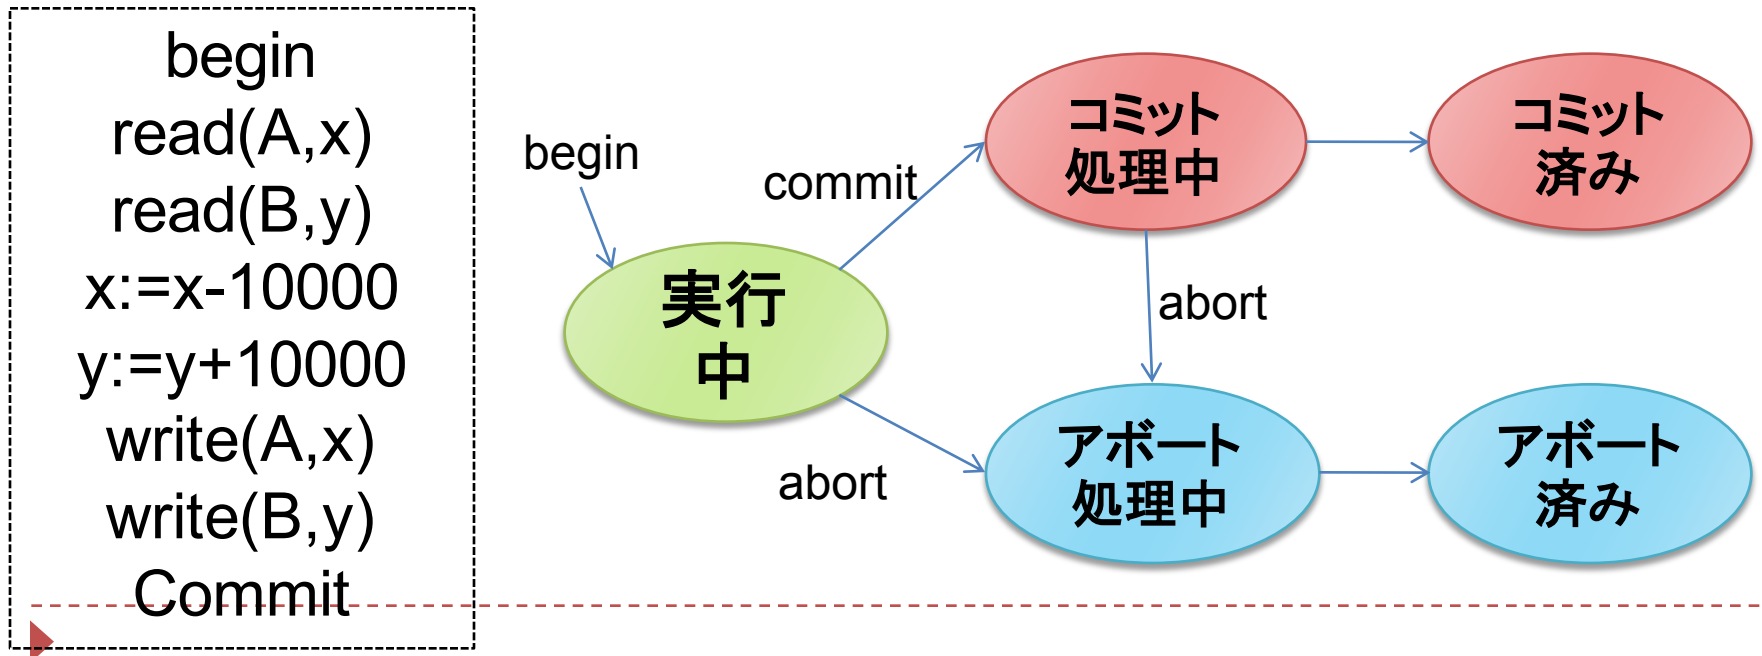 begin
read(A,x)
read(B,y)
x:=x-10000
y:=y+10000
write(A,x)
write(B,y)
Commit
begin
実行
中
commit
abort
コミット
処理中
コミット
済み
abort
アボート
処理中
アボート
済み